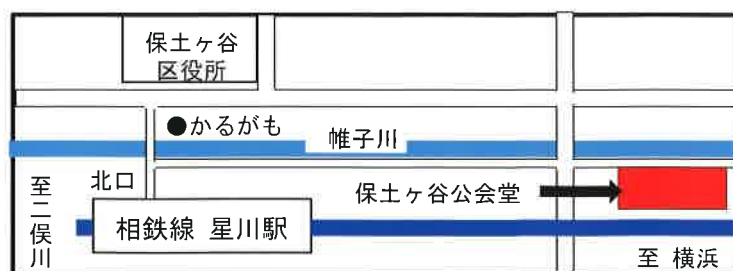 保土ヶ谷
区役所
●かるがも
帷子川
北口
至二俣川
保土ヶ谷公会堂
相鉄線 星川駅
至 横浜